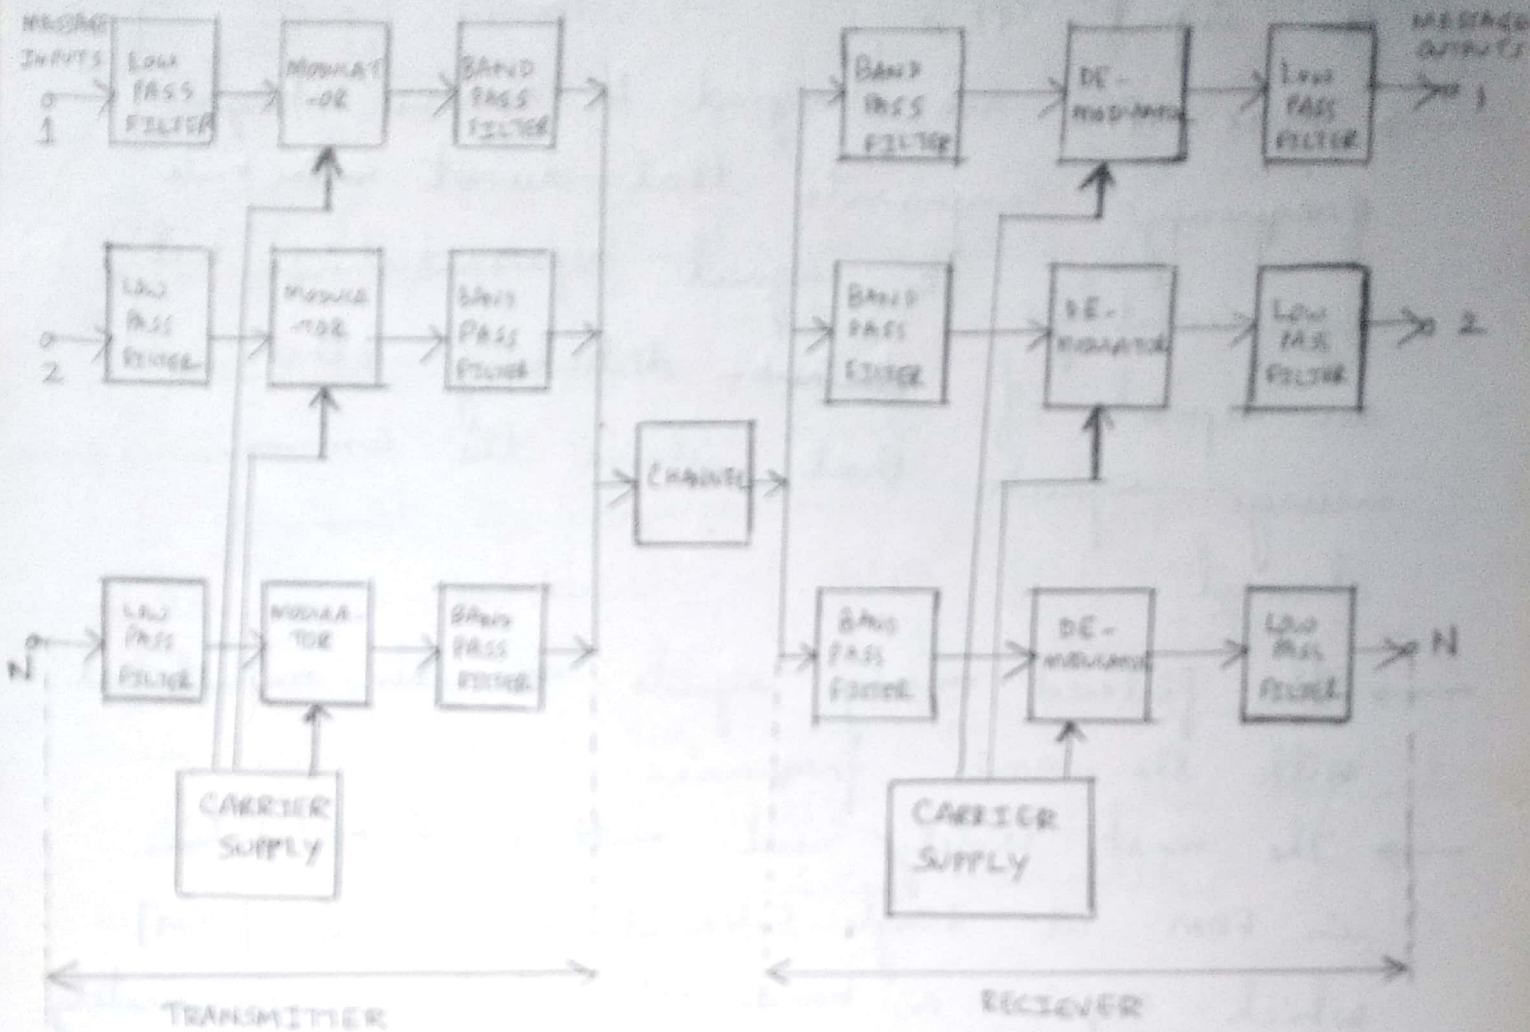 MESSAGE
INPUTS
1
LOW
PASS
FILTER
MODULAT
-OR
BAND
PASS
FILTER
BAND
PASS
FILTER
DE-
MODULATOR
LOW
PASS
FILTER
MESSAGE
OUTPUTS
1
2
LOW
PASS
FILTER
MODULA
-TOR
BAND
PASS
FILTER
BAND
PASS
FILTER
DE-
MODULATOR
LOW
PASS
FILTER
2
CHANNEL
N
LOW
PASS
FILTER
MODULA-
TOR
BAND
PASS
FILTER
BAND
PASS
FILTER
DE-
MODULATOR
LOW
PASS
FILTER
N
CARRIER
SUPPLY
CARRIER
SUPPLY
TRANSMITTER
RECIEVER